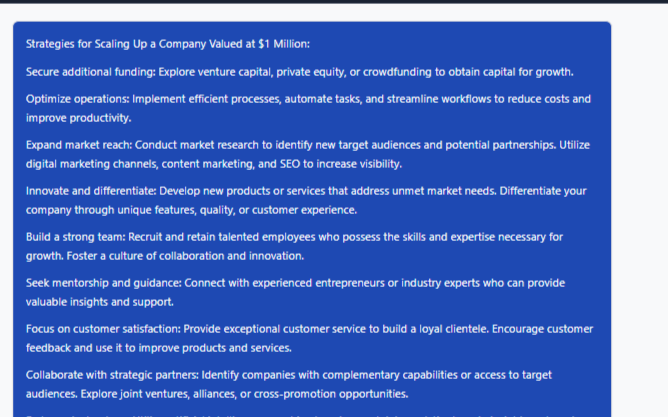 Strategies for Scaling Up a Company Valued at $1 Million:
Secure additional funding: Explore venture capital, private equity, or crowdfunding to obtain capital for growth.
Optimize operations: Implement efficient processes, automate tasks, and streamline workflows to reduce costs and
improve productivity.
Expand market reach: Conduct market research to identify new target audiences and potential partnerships. Utilize
digital marketing channels, content marketing, and SEO to increase visibility.
Innovate and differentiate: Develop new products or services that address unmet market needs. Differentiate your
company through unique features, quality, or customer experience.
Build a strong team: Recruit and retain talented employees who possess the skills and expertise necessary for
growth. Foster a culture of collaboration and innovation.
Seek mentorship and guidance: Connect with experienced entrepreneurs or industry experts who can provide
valuable insights and support.
Focus on customer satisfaction: Provide exceptional customer service to build a loyal clientele. Encourage customer
feedback and use it to improve products and services.
Collaborate with strategic partners: Identify companies with complementary capabilities or access to target
audiences. Explore joint ventures, alliances, or cross-promotion opportunities.